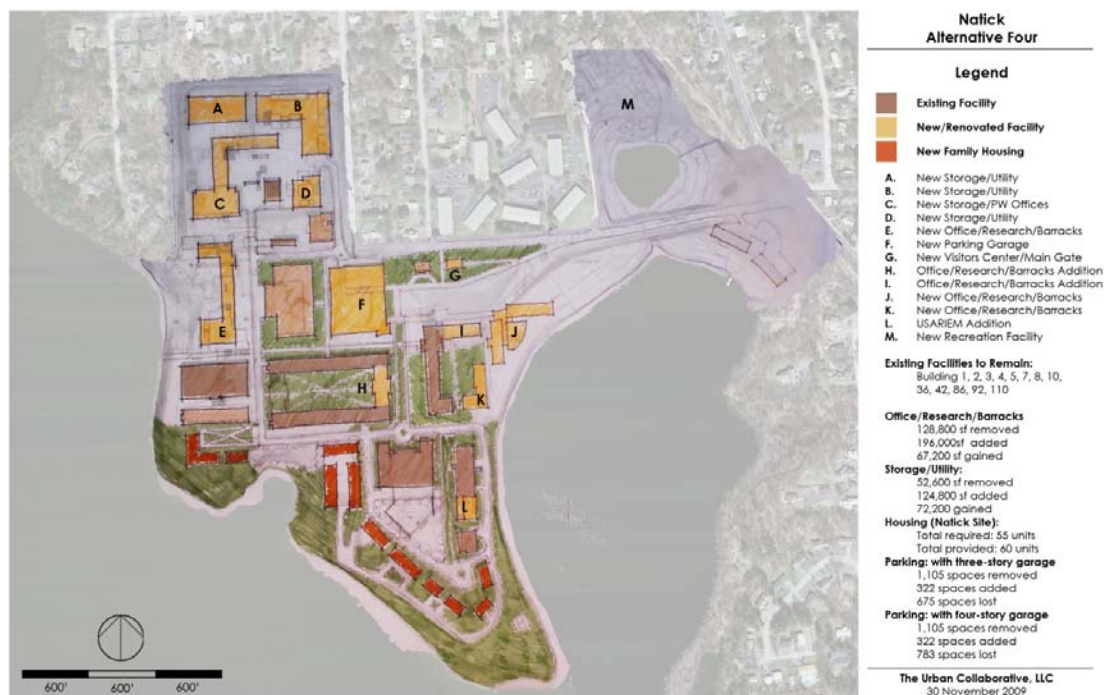 Natick
Alternative Four
Legend
Existing Facility
New/Renovated Facility
New Family Housing
A. New Storage/Utility
B. New Storage/Utility
C. New Storage/PW Offices
D. New Storage/Utility
E. New Office/Research/Barracks
F. New Parking Garage
G. New Visitors Center/Main Gate
H. Office/Research/Barracks Addition
I. Office/Research/Barracks Addition
J. New Office/Research/Barracks
K. New Office/Research/Barracks
L. USARIEM Addition
M. New Recreation Facility
Existing Facilities to Remain:
Building 1, 2, 3, 4, 5, 7, 8, 10,
36, 42, 86, 92, 110
Office/Research/Barracks
128,800 sf removed
196,000sf added
67,200 sf gained
Storage/Utility:
52,600 sf removed
124,800 sf added
72,200 gained
Housing (Natick Site):
Total required: 55 units
Total provided: 60 units
Parking: with three-story garage
1,105 spaces removed
322 spaces added
675 spaces lost
Parking: with four-story garage
1,105 spaces removed
322 spaces added
783 spaces lost
The Urban Collaborative, LLC
30 November 2009
A
B
M
C
D
G
F
E
I
J
H
K
L
600' 600' 600'